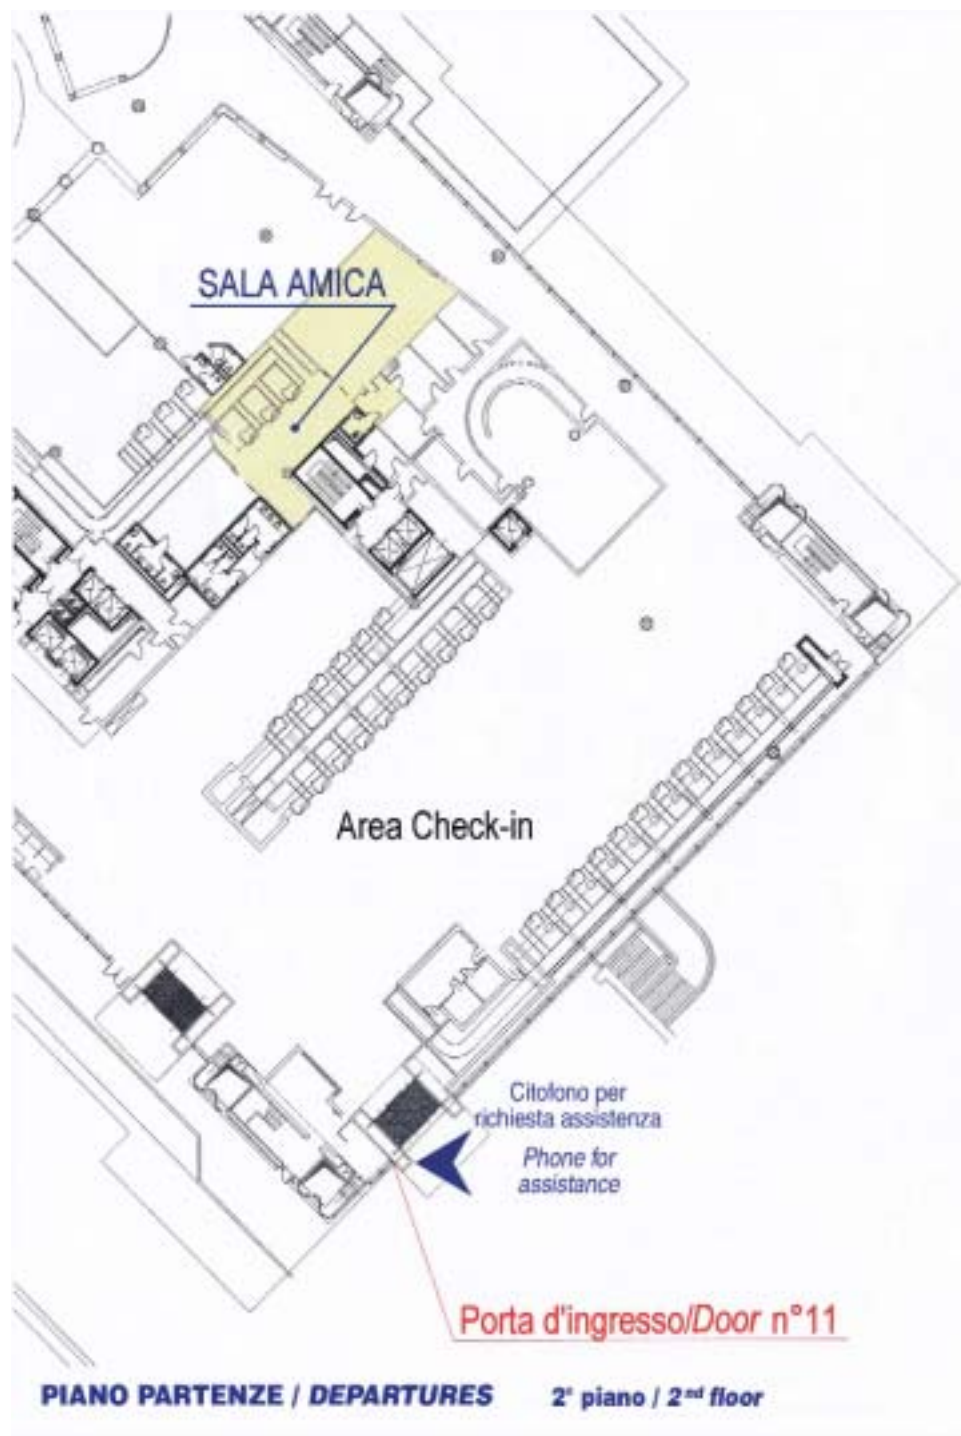 SALA AMICA
Area Check-in
Citofono per
richiesta assistenza
Phone for
assistance
Porta d'ingresso/Door n°11
PIANO PARTENZE / DEPARTURES 2° piano / 2nd floor